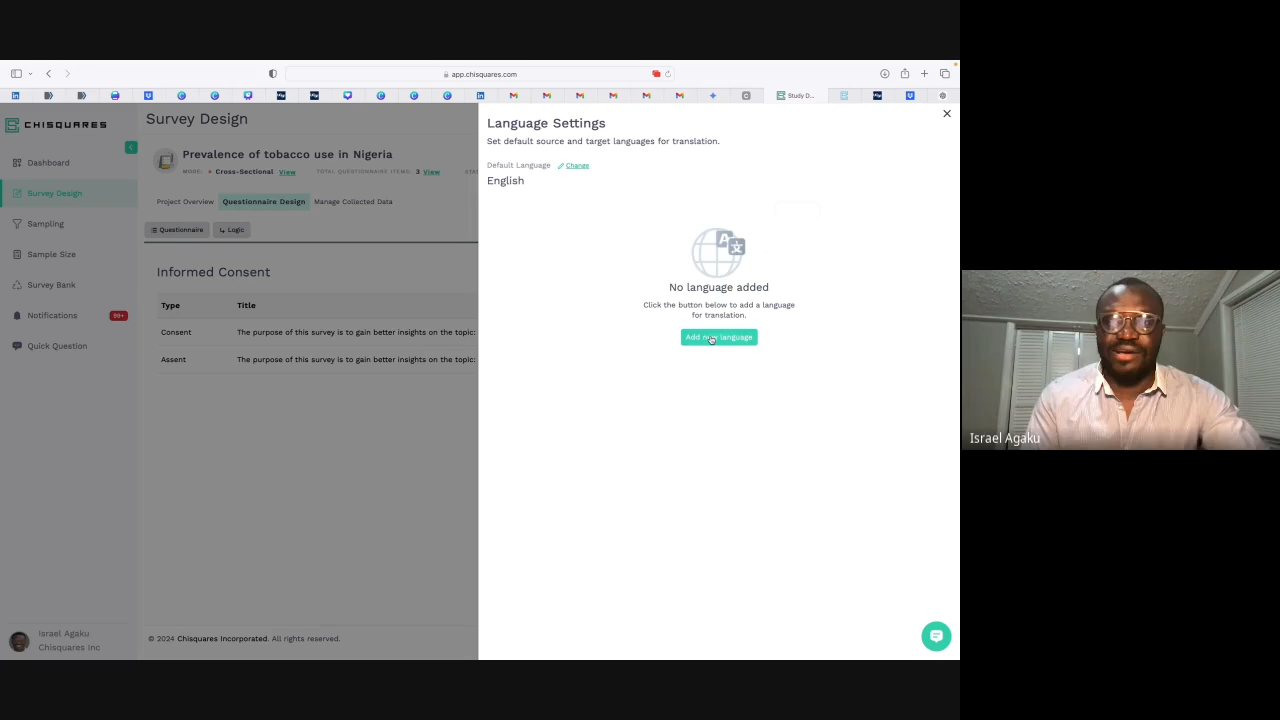 app.chisquares.com
Study D...
CHISQUARES
Dashboard
Survey Design
Sampling
Sample Size
Survey Bank
Notifications
99+
Quick Question
Israel Agaku
Chisquares Inc
Survey Design
Prevalence of tobacco use in Nigeria
Cross-Sectional View TOTAL QUESTIONNAIRE ITEMS: 3 View
Project Overview Questionnaire Design Manage Collected Data
Questionnaire Logic
Informed Consent
Type Title
Consent The purpose of this survey is to gain better insights on the topic:
Assent The purpose of this survey is to gain better insights on the topic:
© 2024 Chisquares Incorporated. All rights reserved.
Language Settings
Set default source and target languages for translation.
Default Language Change
English
No language added
Click the button below to add a language
for translation.
Add new language
Israel Agaku